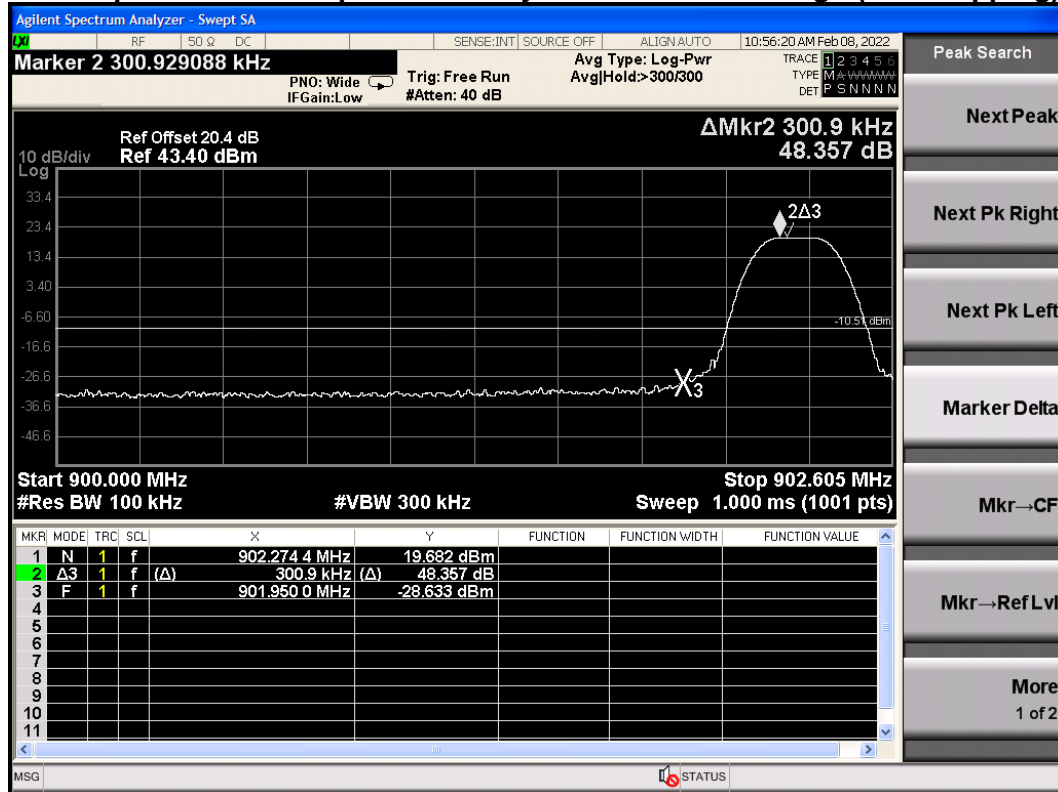 Agilent Spectrum Analyzer - Swept SA
LXI RF 50 Ω DC SENSE:INT SOURCE OFF ALIGN AUTO 10:56:20 AM Feb 08, 2022
Marker 2 300.929088 kHz
PNO: Wide
IFGain:Low
Trig: Free Run
#Atten: 40 dB
Avg Type: Log-Pwr
Avg|Hold:>300/300
TRACE 1 2 3 4 5 6
TYPE M A W W W W W
DET P S N N N N
ΔMkr2 300.9 kHz
48.357 dB
Ref Offset 20.4 dB
10 dB/div Ref 43.40 dBm
Log
33.4
23.4
13.4
3.40
-6.60
-16.6
-26.6
-36.6
-46.6
2Δ3
-10.51 dBm
3
Start 900.000 MHz Stop 902.605 MHz
#Res BW 100 kHz #VBW 300 kHz Sweep 1.000 ms (1001 pts)
MKR MODE TRC SCL X Y FUNCTION FUNCTION WIDTH FUNCTION VALUE
1 N 1 f 902.274 4 MHz 19.682 dBm
2 Δ3 1 f (Δ) 300.9 kHz (Δ) 48.357 dB
3 F 1 f 901.950 0 MHz -28.633 dBm
4
5
6
7
8
9
10
11
MSG STATUS
Peak Search
Next Peak
Next Pk Right
Next Pk Left
Marker Delta
Mkr→CF
Mkr→Ref Lvl
More
1 of 2